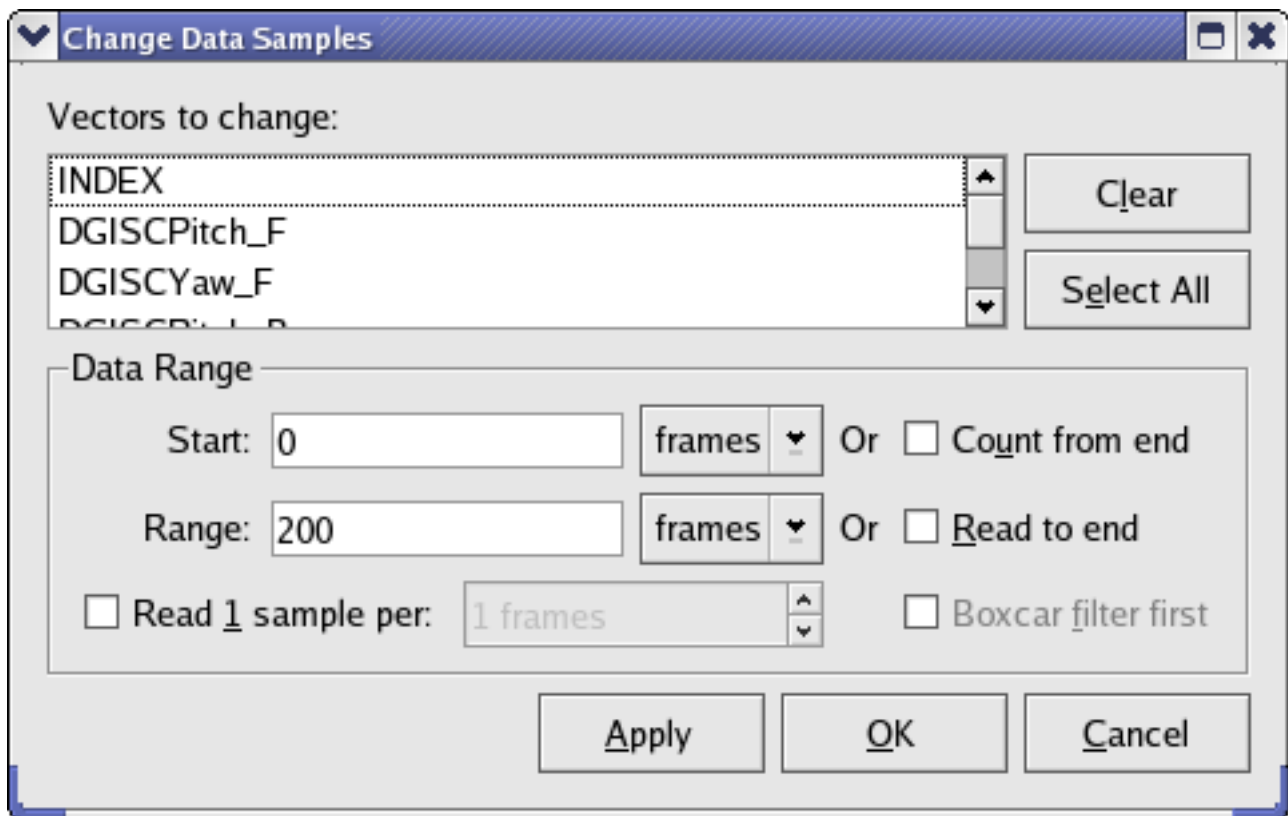 Change Data Samples
Vectors to change:
INDEX
DGISCPitch_F
DGISCYaw_F
Clear
Select All
Data Range
Start: 0 frames Or Count from end
Range: 200 frames Or Read to end
Read 1 sample per: 1 frames Boxcar filter first
Apply OK Cancel